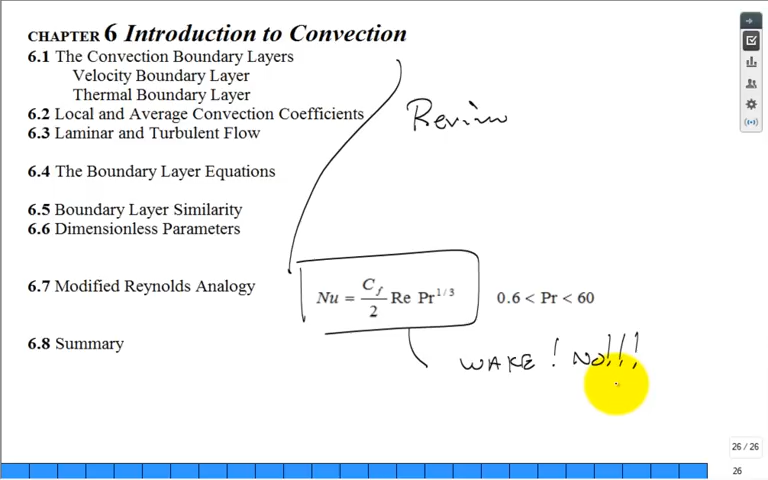 CHAPTER 6 Introduction to Convection
6.1 The Convection Boundary Layers
Velocity Boundary Layer
Thermal Boundary Layer
6.2 Local and Average Convection Coefficients
6.3 Laminar and Turbulent Flow
Review
6.4 The Boundary Layer Equations
6.5 Boundary Layer Similarity
6.6 Dimensionless Parameters
6.7 Modified Reynolds Analogy
Nu = C_f/2 Re Pr^1/3 0.6 < Pr < 60
6.8 Summary
WAKE! NO!!!
26 / 26
26